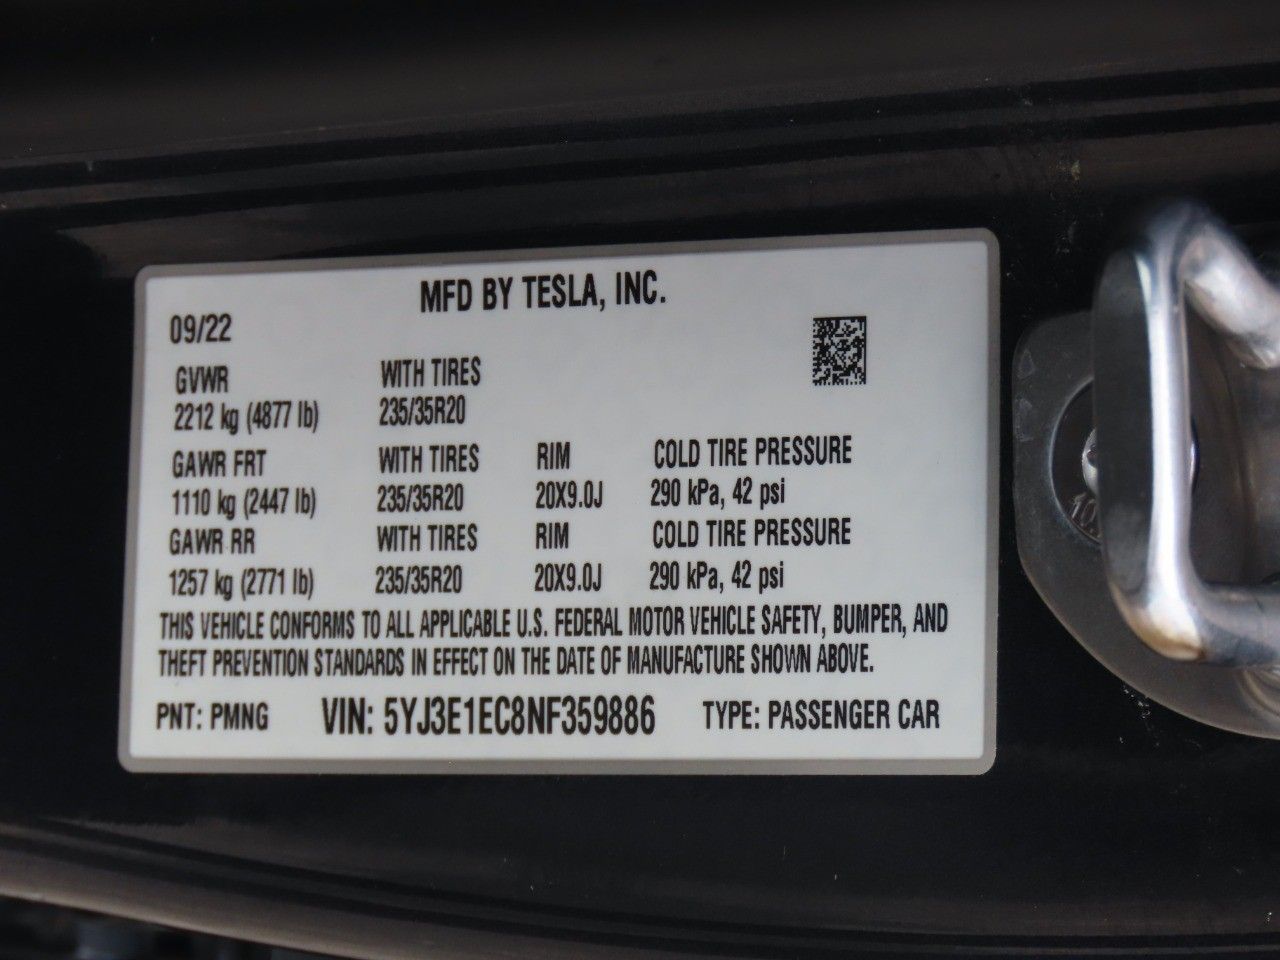 MFD BY TESLA, INC.
09/22
GVWR WITH TIRES
2212 kg (4877 lb) 235/35R20
GAWR FRT WITH TIRES RIM COLD TIRE PRESSURE
1110 kg (2447 lb) 235/35R20 20X9.0J 290 kPa, 42 psi
GAWR RR WITH TIRES RIM COLD TIRE PRESSURE
1257 kg (2771 lb) 235/35R20 20X9.0J 290 kPa, 42 psi
THIS VEHICLE CONFORMS TO ALL APPLICABLE U.S. FEDERAL MOTOR VEHICLE SAFETY, BUMPER, AND
THEFT PREVENTION STANDARDS IN EFFECT ON THE DATE OF MANUFACTURE SHOWN ABOVE.
PNT: PMNG VIN: 5YJ3E1EC8NF359886 TYPE: PASSENGER CAR